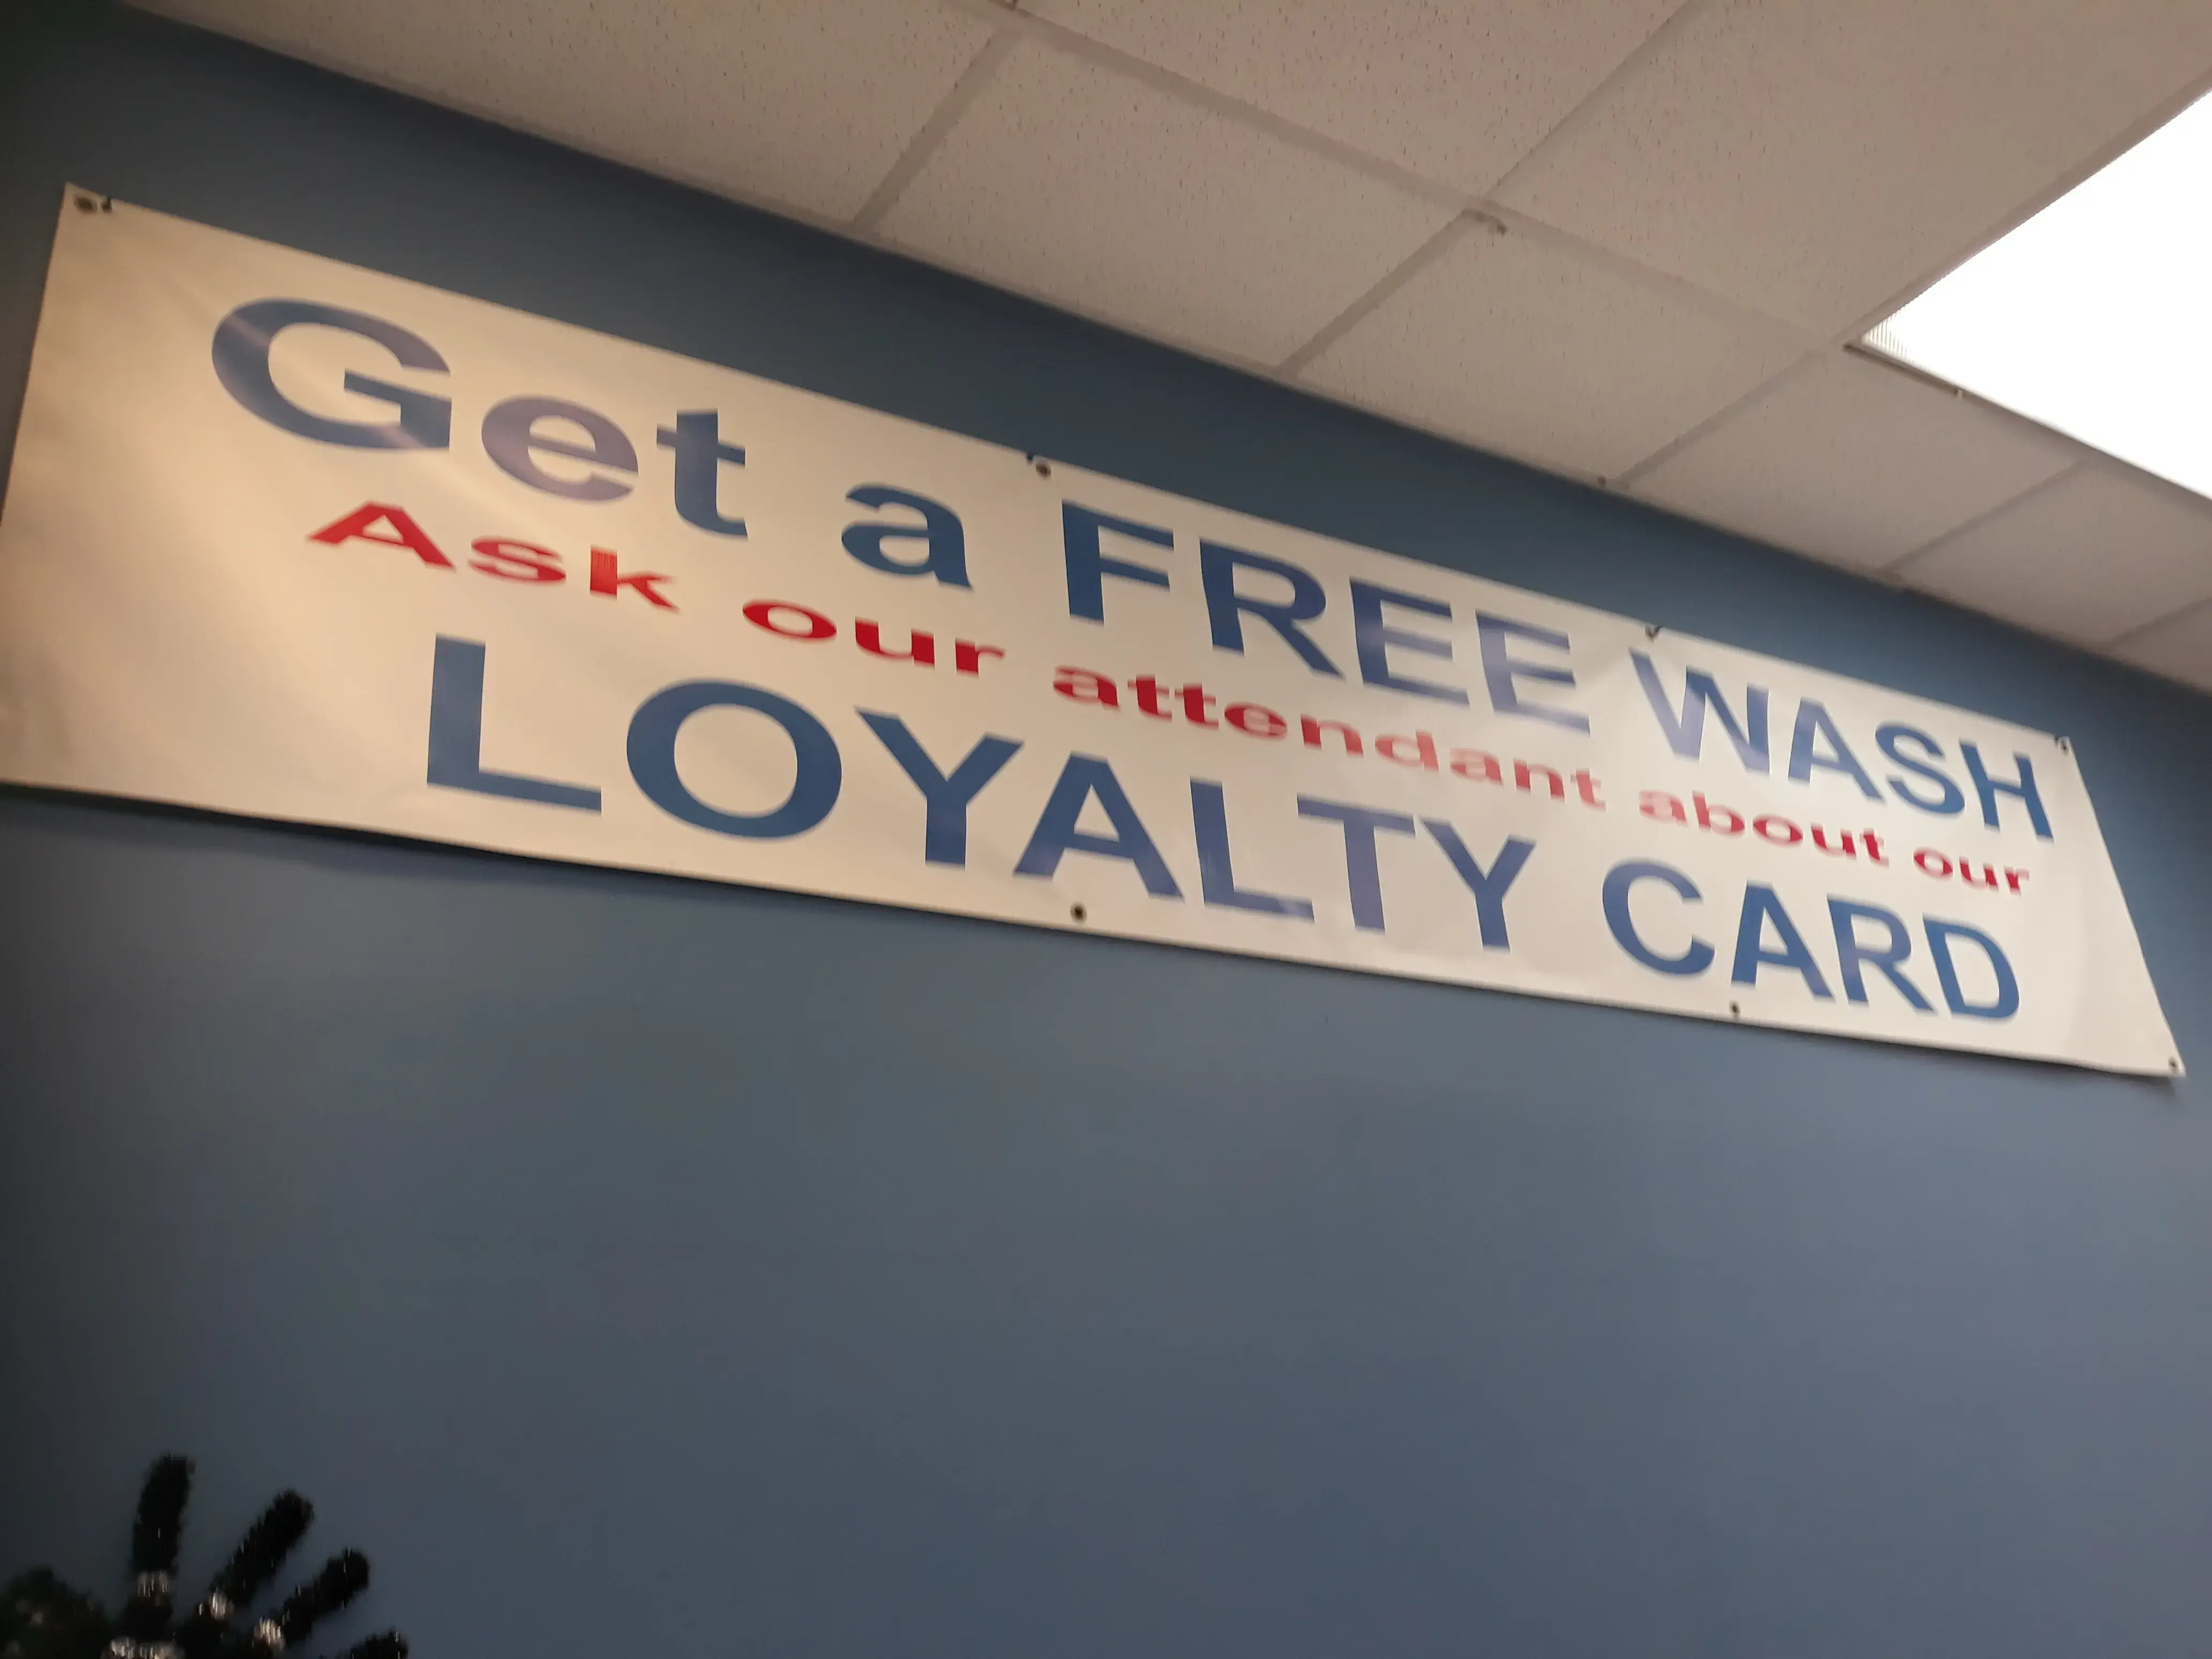 Get a FREE WASH
Ask our attendant about our
LOYALTY CARD